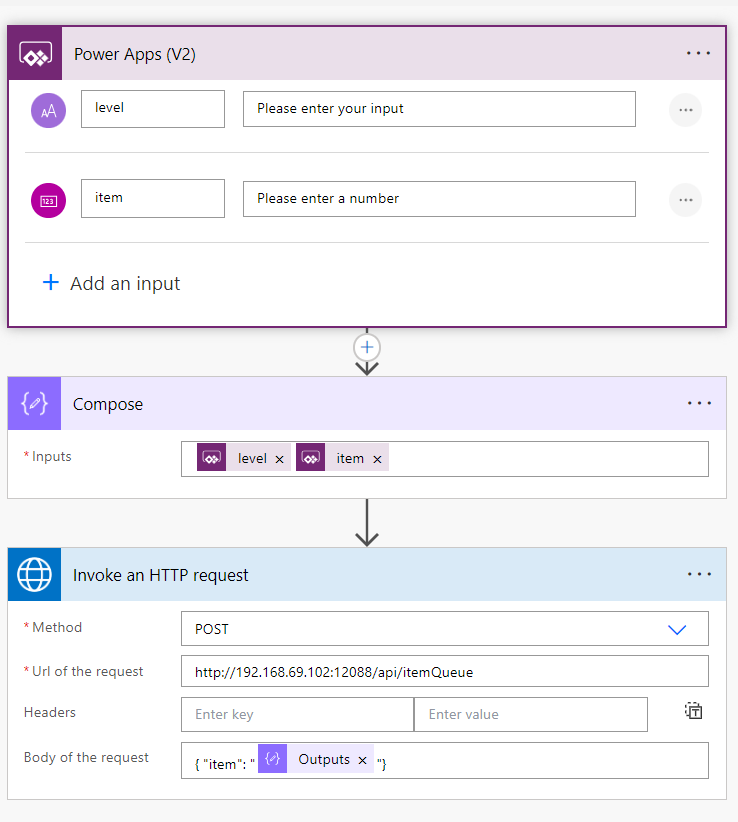 Power Apps (V2)
level Please enter your input
item Please enter a number
Add an input
Compose
* Inputs level × item ×
Invoke an HTTP request
* Method POST
* Url of the request http://192.168.69.102:12088/api/itemQueue
Headers Enter key Enter value
Body of the request { "item": " Outputs × "}